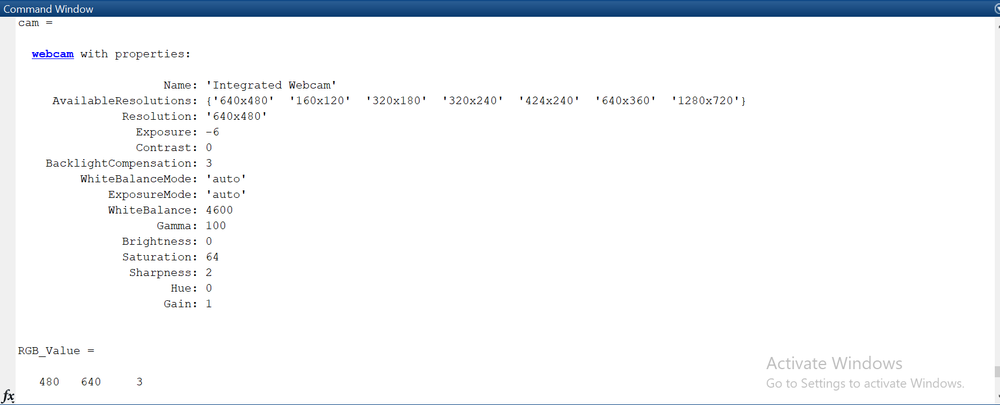 Command Window
cam =
webcam with properties:
Name: 'Integrated Webcam'
AvailableResolutions: {'640x480' '160x120' '320x180' '320x240' '424x240' '640x360' '1280x720'}
Resolution: '640x480'
Exposure: -6
Contrast: 0
BacklightCompensation: 3
WhiteBalanceMode: 'auto'
ExposureMode: 'auto'
WhiteBalance: 4600
Gamma: 100
Brightness: 0
Saturation: 64
Sharpness: 2
Hue: 0
Gain: 1
RGB_Value =
480 640 3
fx
Activate Windows
Go to Settings to activate Windows.